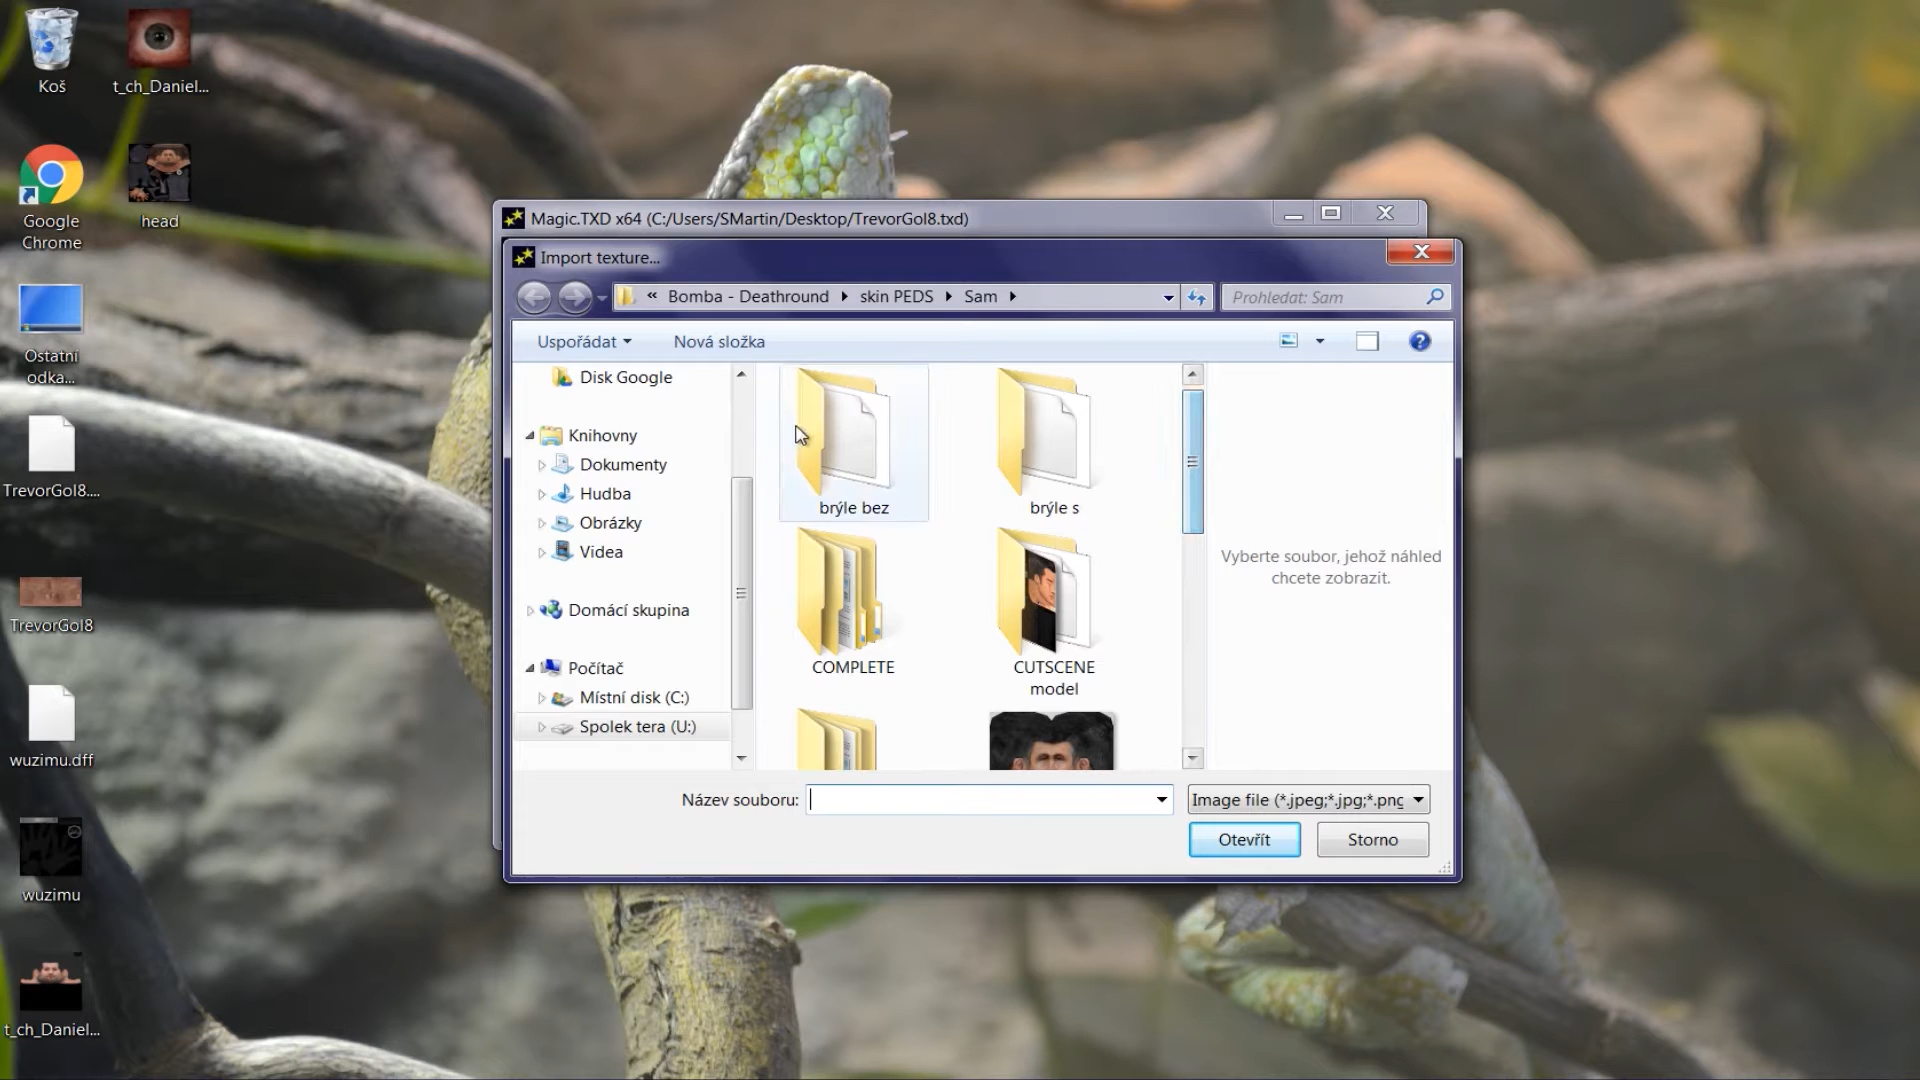 Koš
t_ch_Daniel...
Google
Chrome
head
Ostatní
odka...
TrevorGol8....
TrevorGol8
wuzimu.dff
wuzimu
t_ch_Daniel...
Magic.TXD x64 (C:/Users/SMartin/Desktop/TrevorGol8.txd)
Import texture...
« Bomba - Deathround ▸ skin PEDS ▸ Sam ▸
Prohledat: Sam
Uspořádat
Nová složka
Disk Google
Knihovny
Dokumenty
Hudba
Obrázky
Videa
Domácí skupina
Počítač
Místní disk (C:)
Spolek tera (U:)
brýle bez
brýle s
COMPLETE
CUTSCENE
model
Vyberte soubor, jehož náhled
chcete zobrazit.
Název souboru:
Image file (*.jpeg;*.jpg;*.pnc
Otevřít
Storno